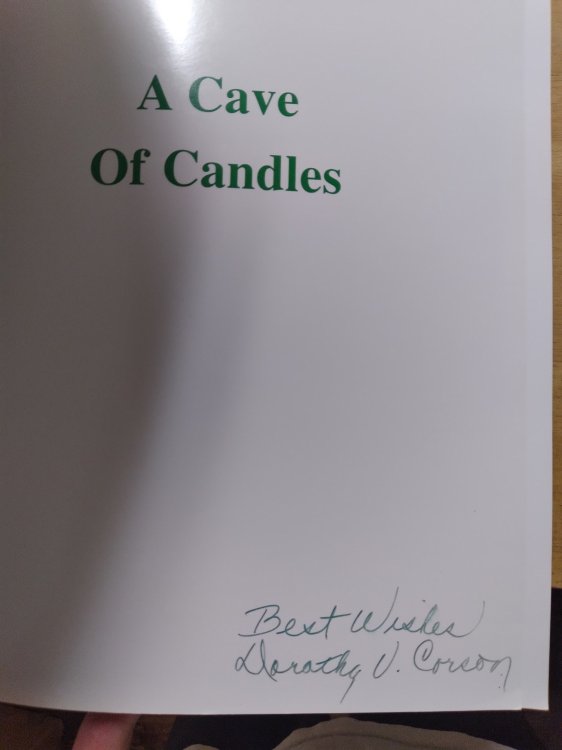 A Cave
Of Candles
Best Wishes
Dorothy V. Corson